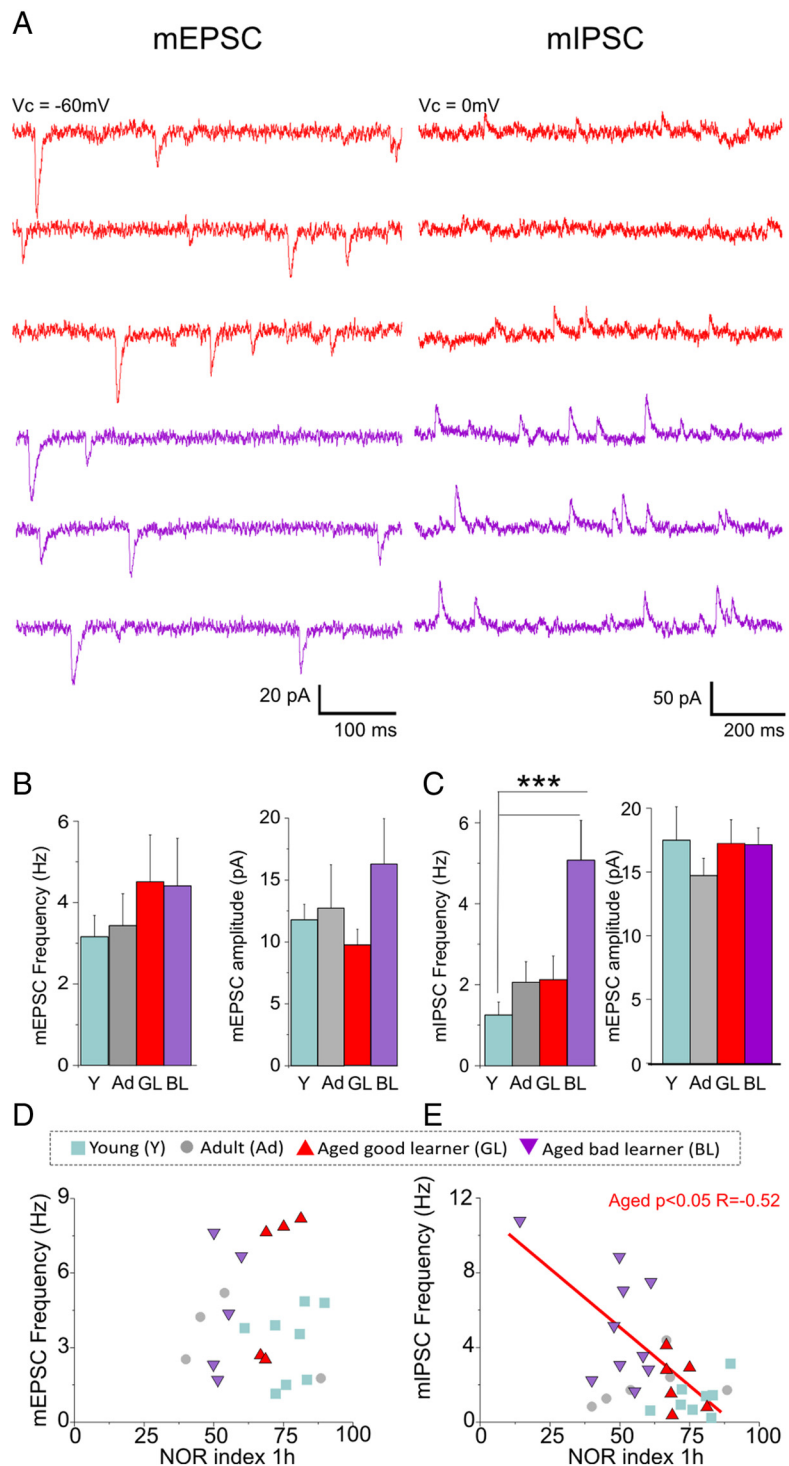 A
mEPSC mIPSC
Vc = -60mV Vc = 0mV
20 pA
100 ms
50 pA
200 ms
B
mEPSC Frequency (Hz)
6
4
2
0
Y Ad GL BL
mEPSC amplitude (pA)
20
15
10
5
0
Y Ad GL BL
C
***
mIPSC Frequency (Hz)
6
4
2
0
Y Ad GL BL
mEPSC amplitude (pA)
20
15
10
5
0
Y Ad GL BL
D E
Young (Y) Adult (Ad) Aged good learner (GL) Aged bad learner (BL)
mEPSC Frequency (Hz)
9
6
3
0
0 25 50 75 100
NOR index 1h
Aged p<0.05 R=-0.52
mIPSC Frequency (Hz)
12
8
4
0
0 25 50 75 100
NOR index 1h